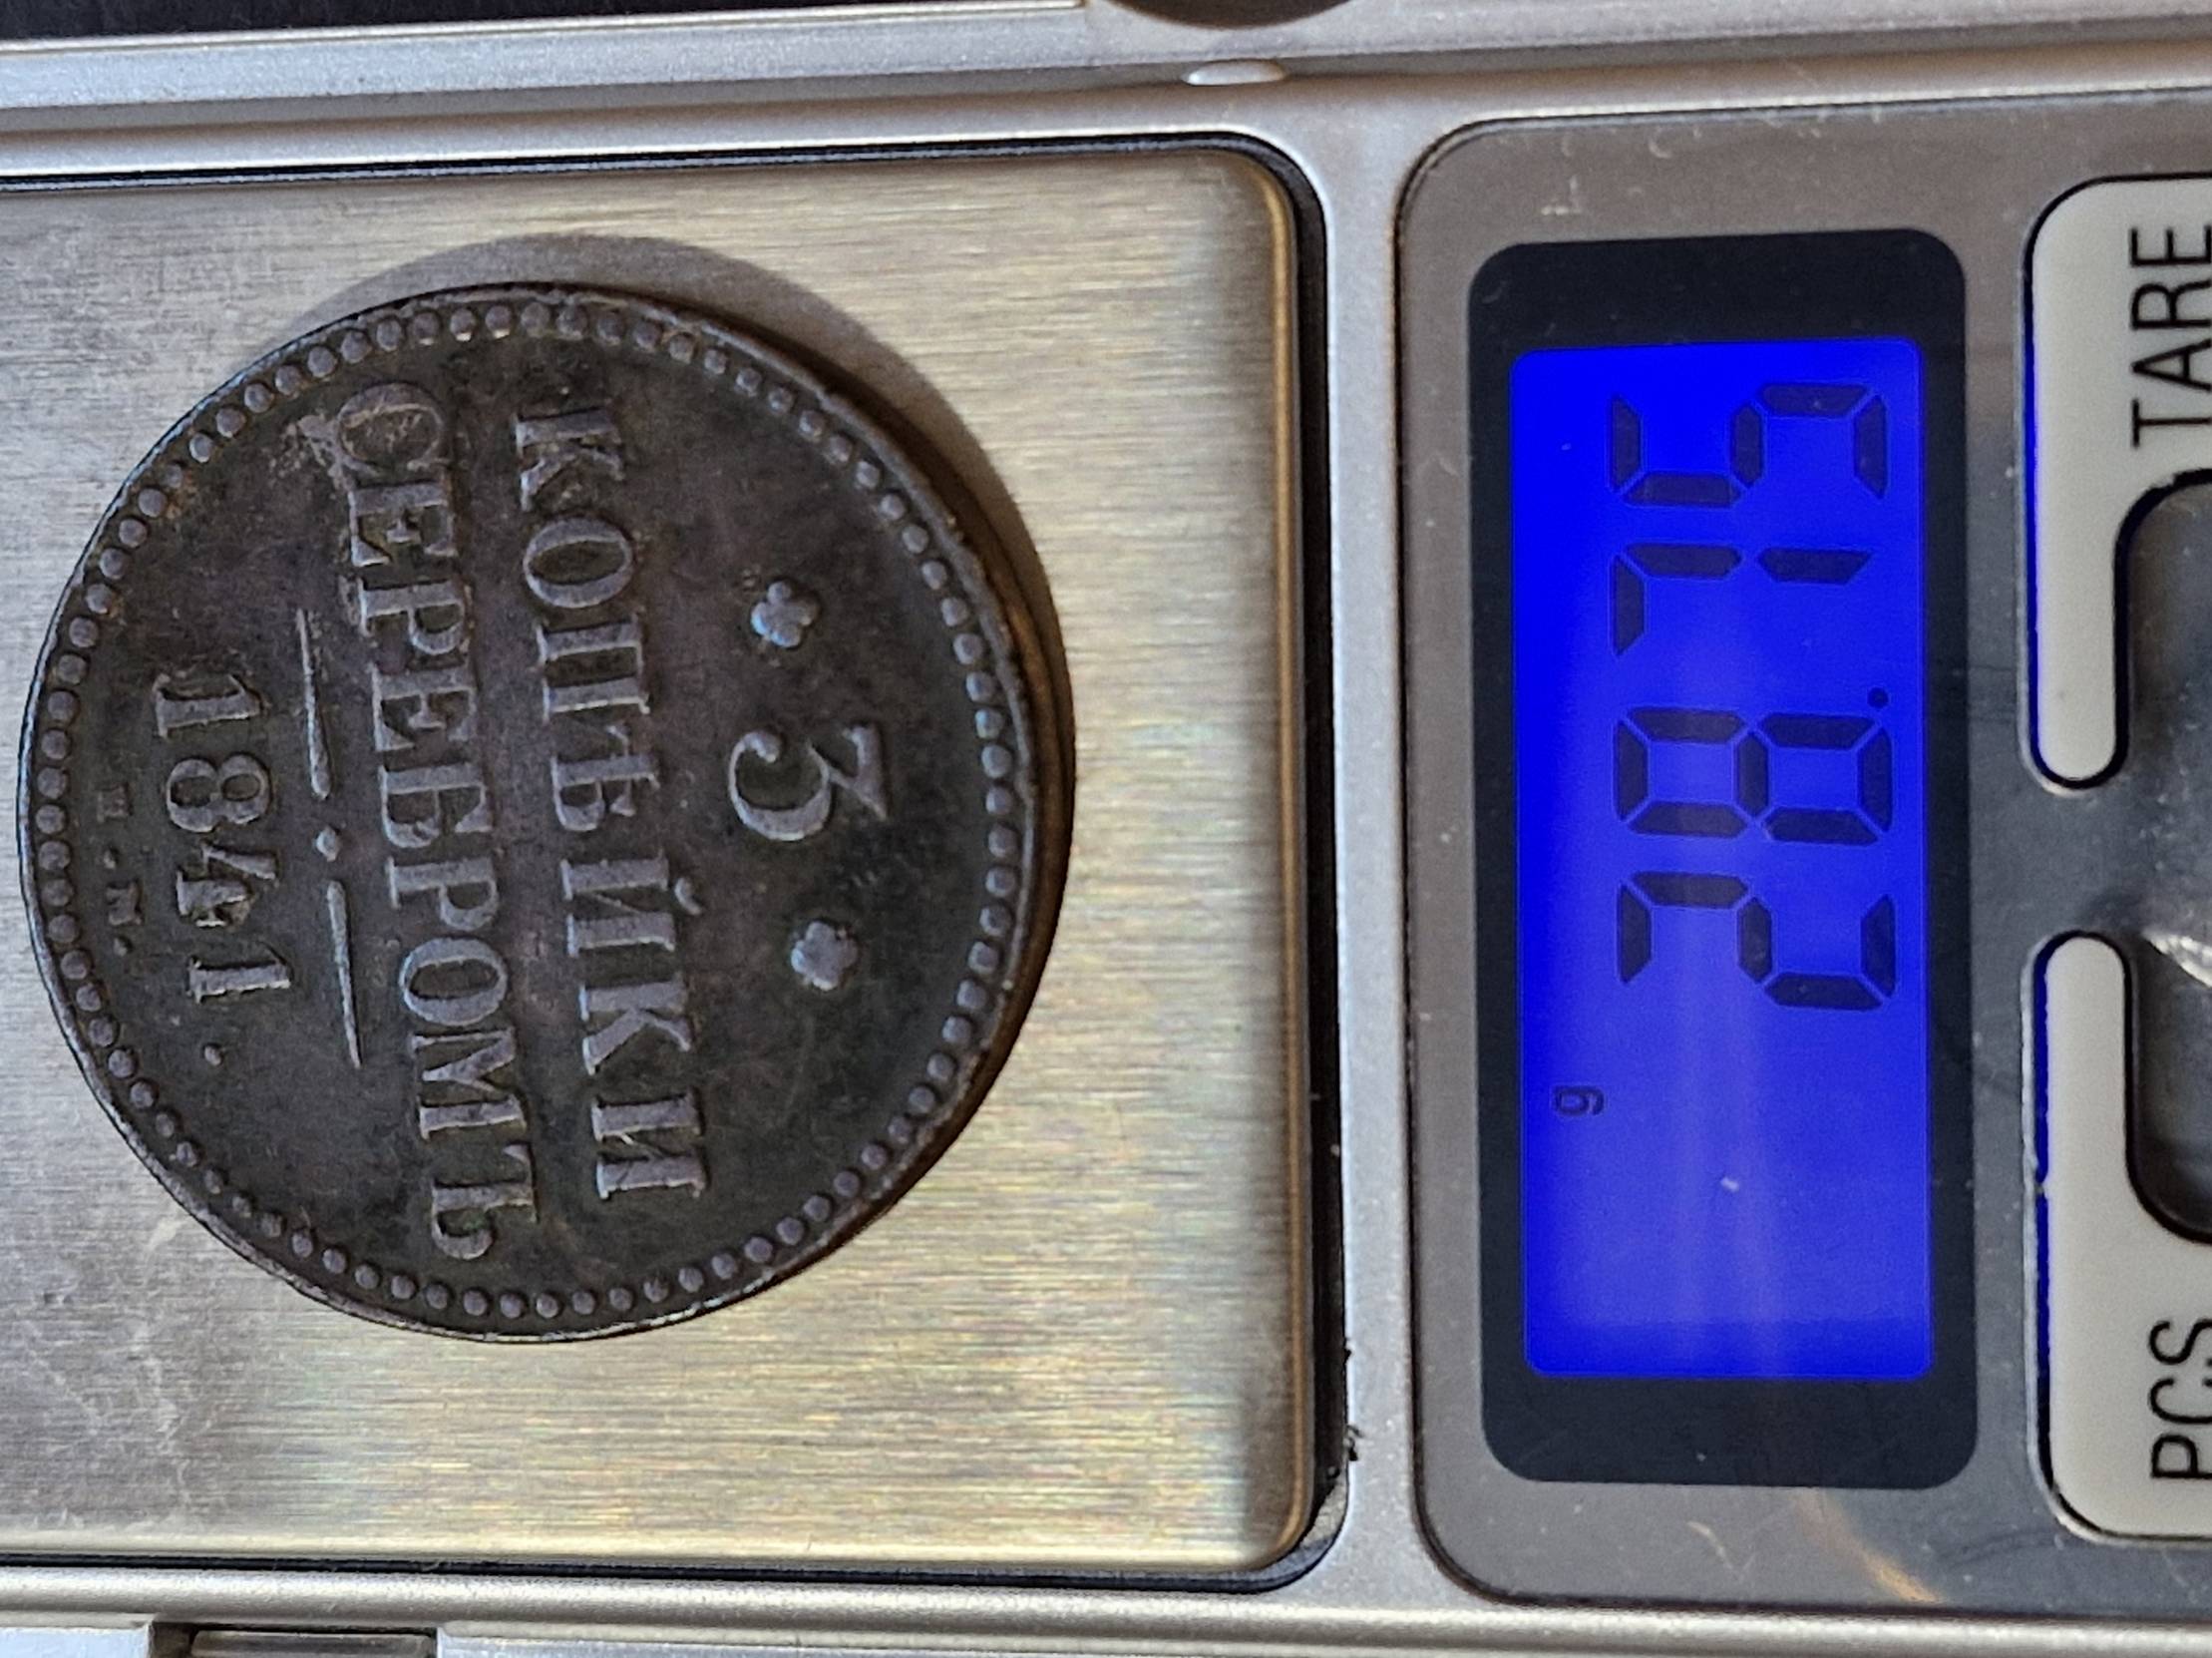 3
КОПѢЙКИ
СЕРЕБРОМЪ
1841.
Е.М.
g
28.75
PCS TARE